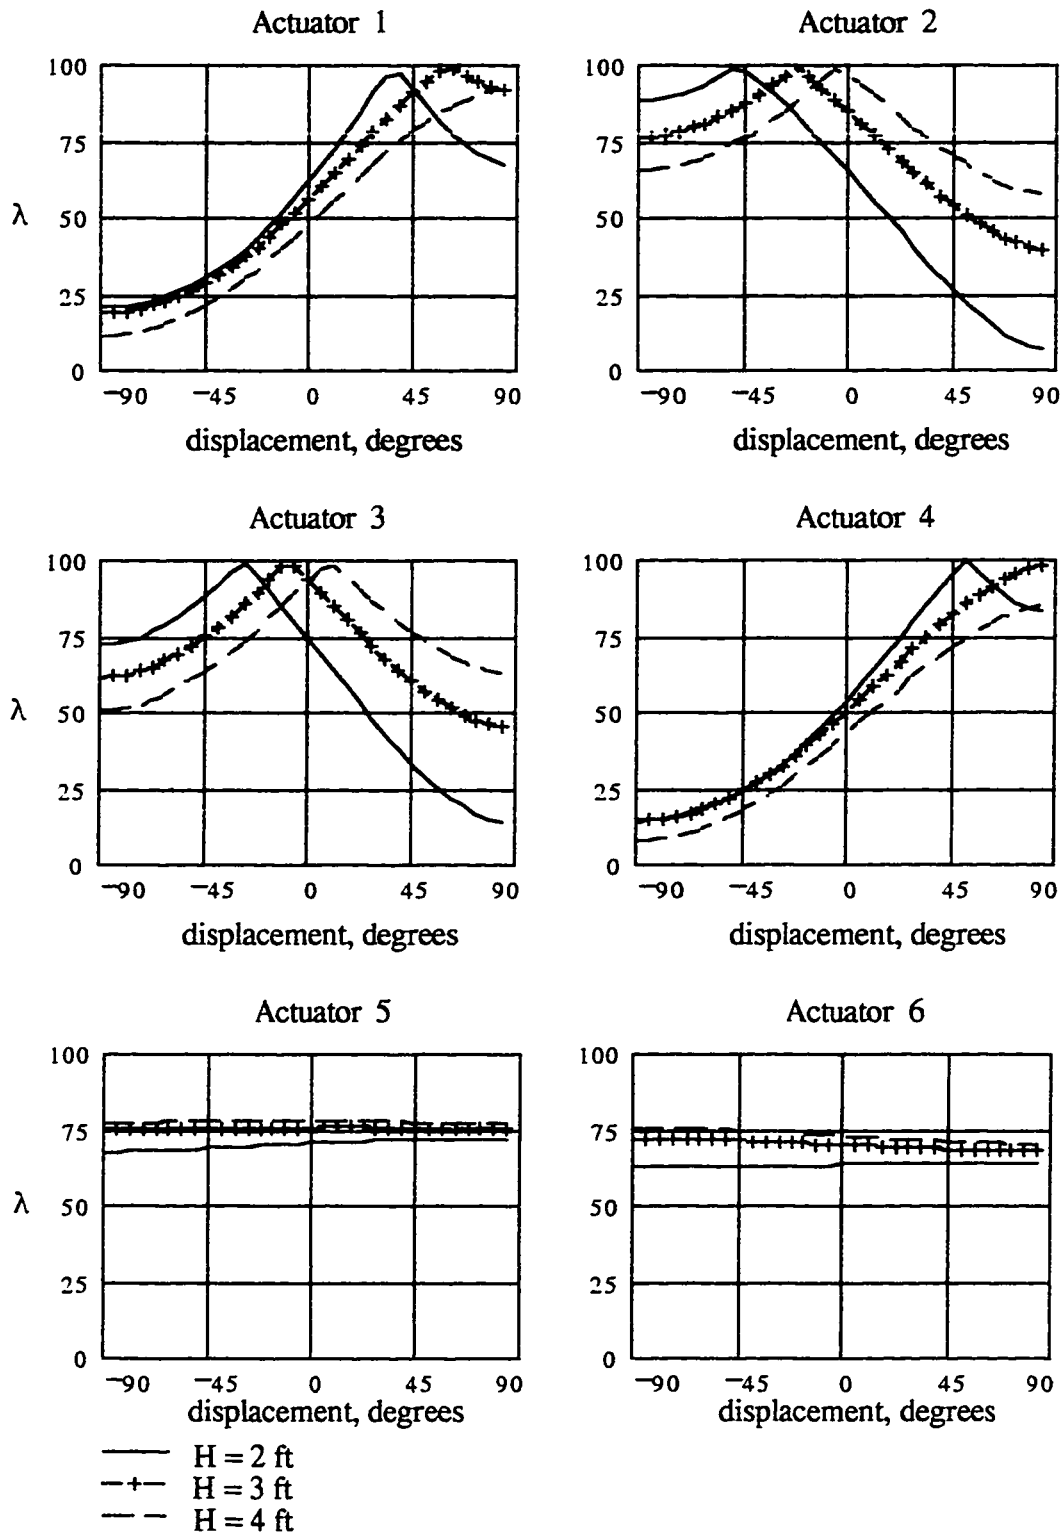 Actuator 1
Actuator 2
100
75
λ
50
25
0
−90 −45 0 45 90
displacement, degrees
100
75
50
25
0
−90 −45 0 45 90
displacement, degrees
Actuator 3
Actuator 4
100
75
λ
50
25
0
−90 −45 0 45 90
displacement, degrees
100
75
50
25
0
−90 −45 0 45 90
displacement, degrees
Actuator 5
Actuator 6
100
75
λ
50
25
0
−90 −45 0 45 90
displacement, degrees
100
75
50
25
0
−90 −45 0 45 90
displacement, degrees
H = 2 ft
H = 3 ft
H = 4 ft